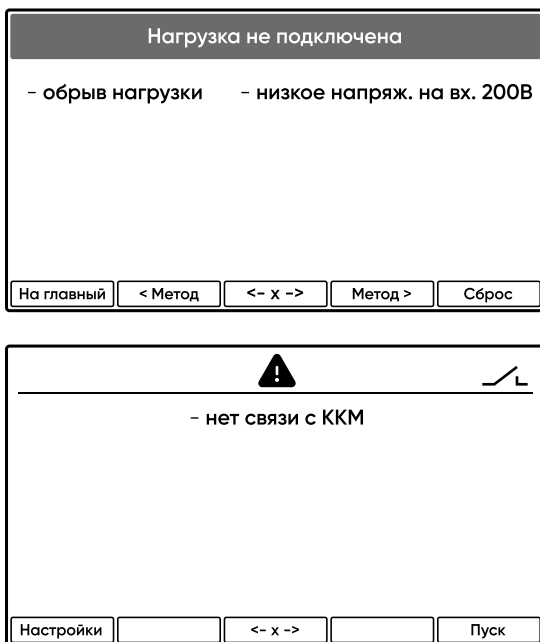 Нагрузка не подключена
- обрыв нагрузки - низкое напряж. на вх. 200В
На главный < Метод <- x -> Метод > Сброс
- нет связи с ККМ
Настройки <- x -> Пуск